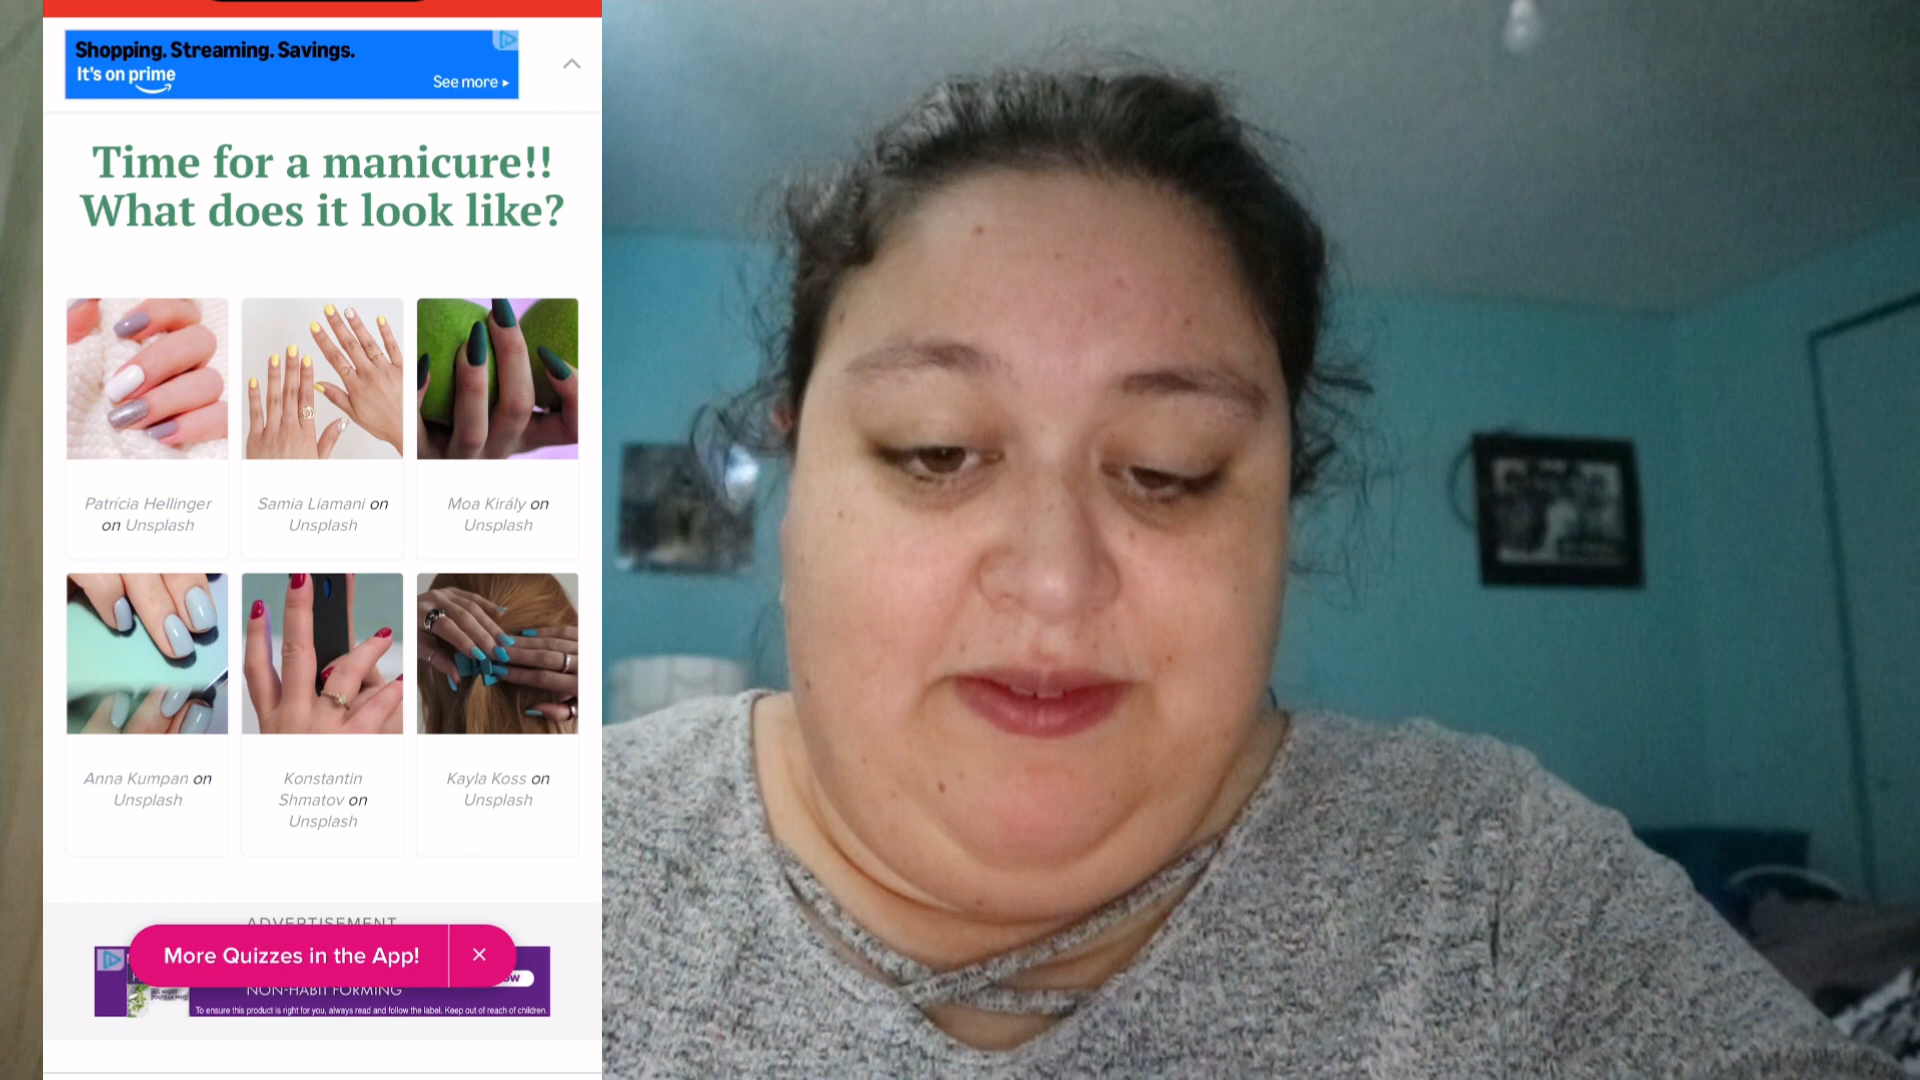 Shopping. Streaming. Savings.
It's on prime
See more
Time for a manicure!!
What does it look like?
Patrícia Hellinger
on Unsplash
Samia Liamani on
Unsplash
Moa Király on
Unsplash
Anna Kumpan on
Unsplash
Konstantin
Shmatov on
Unsplash
Kayla Koss on
Unsplash
ADVERTISEMENT
More Quizzes in the App!
NON-HABIT FORMING
To ensure this product is right for you, always read and follow the label. Keep out of reach of children.